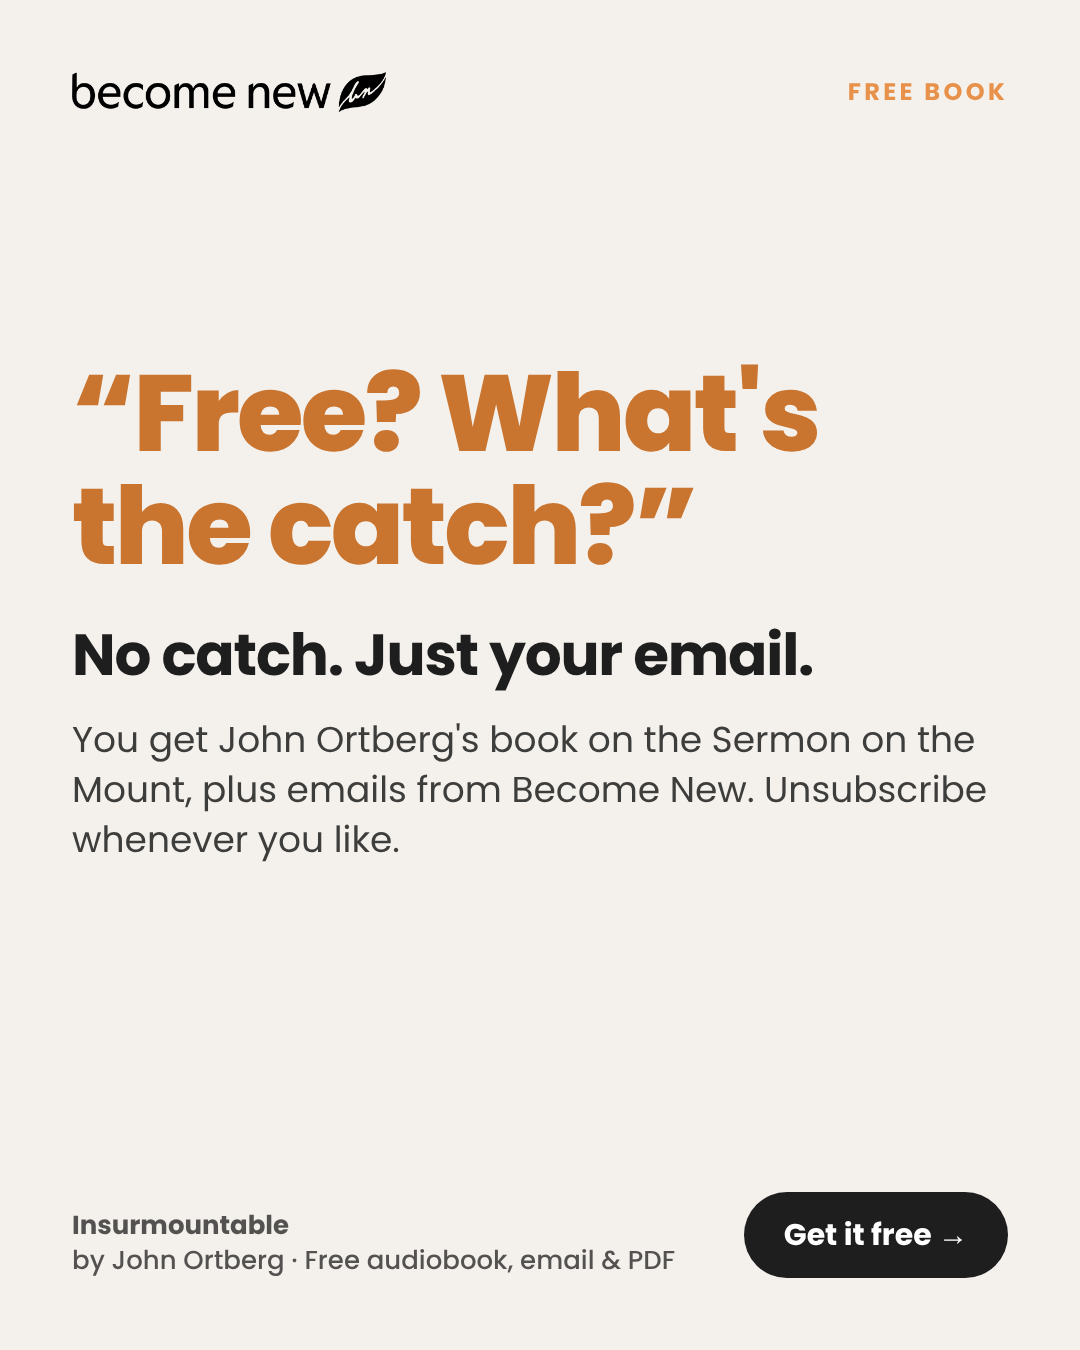 become new bn
FREE BOOK
“Free? What's
the catch?”
No catch. Just your email.
You get John Ortberg's book on the Sermon on the
Mount, plus emails from Become New. Unsubscribe
whenever you like.
Insurmountable
by John Ortberg · Free audiobook, email & PDF
Get it free →